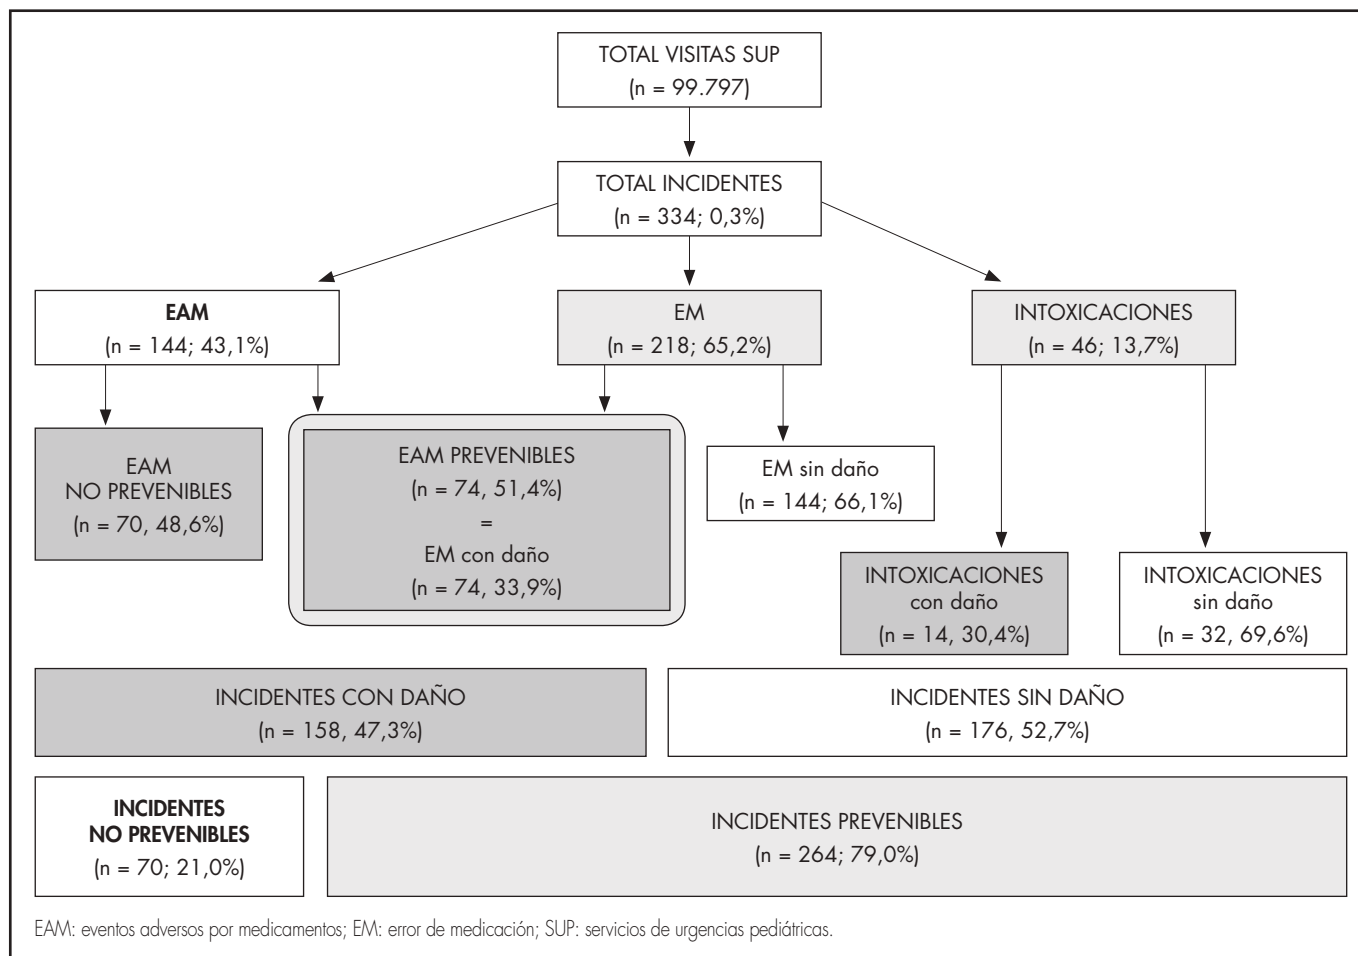 TOTAL VISITAS SUP
(n = 99.797)
TOTAL INCIDENTES
(n = 334; 0,3%)
EAM
(n = 144; 43,1%)
EM
(n = 218; 65,2%)
INTOXICACIONES
(n = 46; 13,7%)
EAM
NO PREVENIBLES
(n = 70, 48,6%)
EAM PREVENIBLES
(n = 74, 51,4%)
=
EM con daño
(n = 74, 33,9%)
EM sin daño
(n = 144; 66,1%)
INTOXICACIONES
con daño
(n = 14, 30,4%)
INTOXICACIONES
sin daño
(n = 32, 69,6%)
INCIDENTES CON DAÑO
(n = 158, 47,3%)
INCIDENTES SIN DAÑO
(n = 176, 52,7%)
INCIDENTES
NO PREVENIBLES
(n = 70; 21,0%)
INCIDENTES PREVENIBLES
(n = 264; 79,0%)
EAM: eventos adversos por medicamentos; EM: error de medicación; SUP: servicios de urgencias pediátricas.